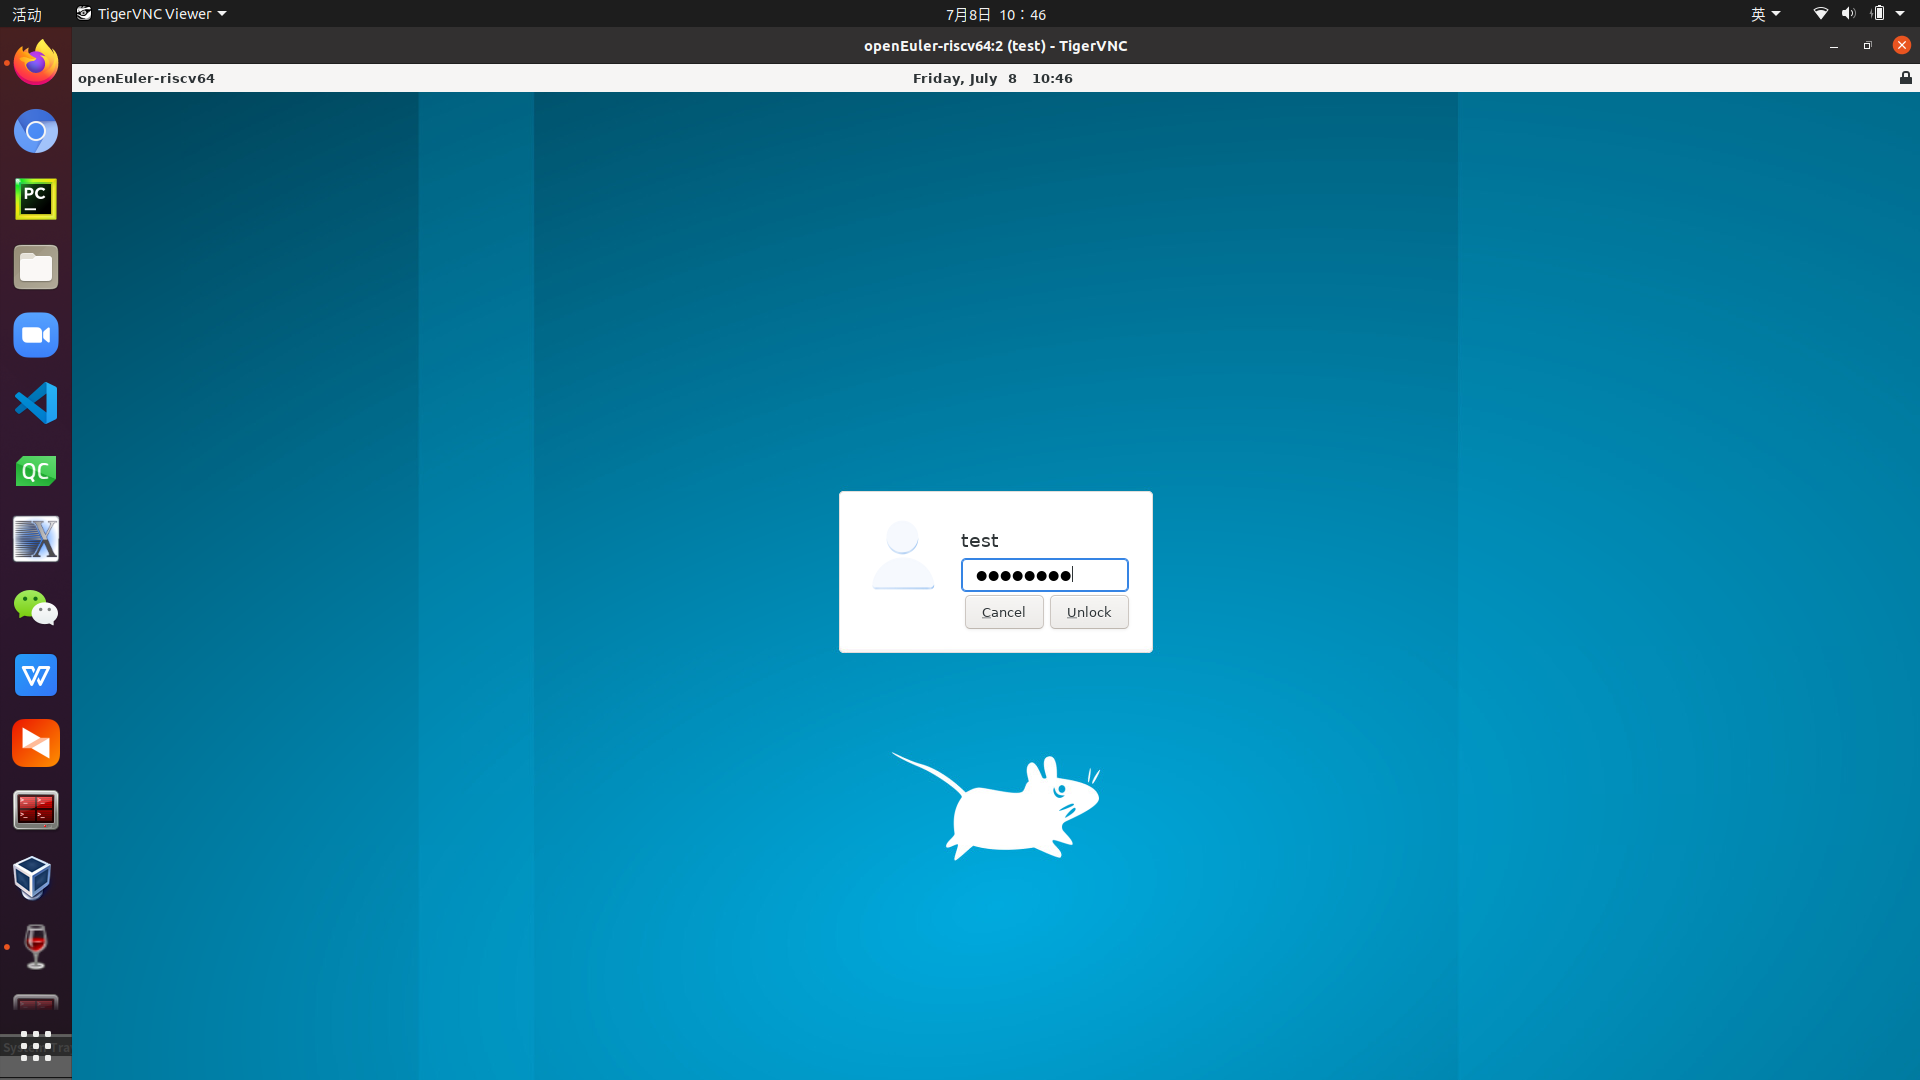 活动
TigerVNC Viewer
7月8日 10:46
英
openEuler-riscv64:2 (test) - TigerVNC
openEuler-riscv64
Friday, July 8 10:46
PC
QC
X
W
test
Cancel
Unlock